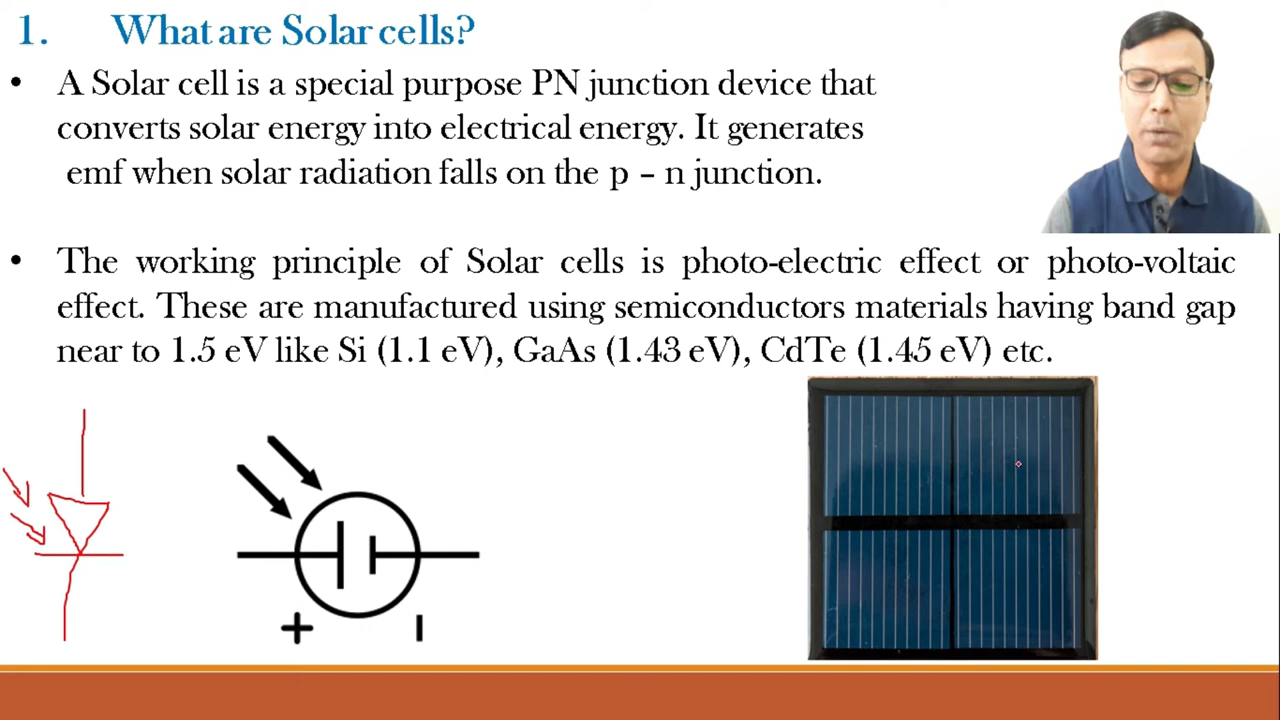 1. What are Solar cells?
• A Solar cell is a special purpose PN junction device that
converts solar energy into electrical energy. It generates
emf when solar radiation falls on the p – n junction.
• The working principle of Solar cells is photo-electric effect or photo-voltaic
effect. These are manufactured using semiconductors materials having band gap
near to 1.5 eV like Si (1.1 eV), GaAs (1.43 eV), CdTe (1.45 eV) etc.
+ -